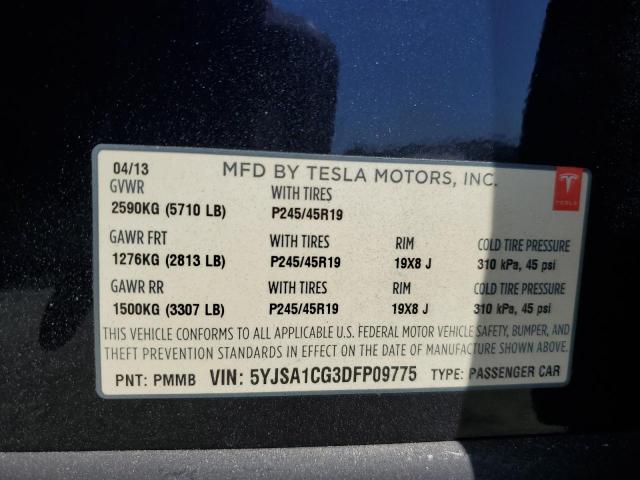 04/13 MFD BY TESLA MOTORS, INC.
GVWR WITH TIRES
2590KG (5710 LB) P245/45R19
TESLA
GAWR FRT WITH TIRES RIM COLD TIRE PRESSURE
1276KG (2813 LB) P245/45R19 19X8 J 310 kPa, 45 psi
GAWR RR WITH TIRES RIM COLD TIRE PRESSURE
1500KG (3307 LB) P245/45R19 19X8 J 310 kPa, 45 psi
THIS VEHICLE CONFORMS TO ALL APPLICABLE U.S. FEDERAL MOTOR VEHICLE SAFETY, BUMPER, AND
THEFT PREVENTION STANDARDS IN EFFECT ON THE DATE OF MANUFACTURE SHOWN ABOVE.
PNT: PMMB VIN: 5YJSA1CG3DFP09775 TYPE: PASSENGER CAR